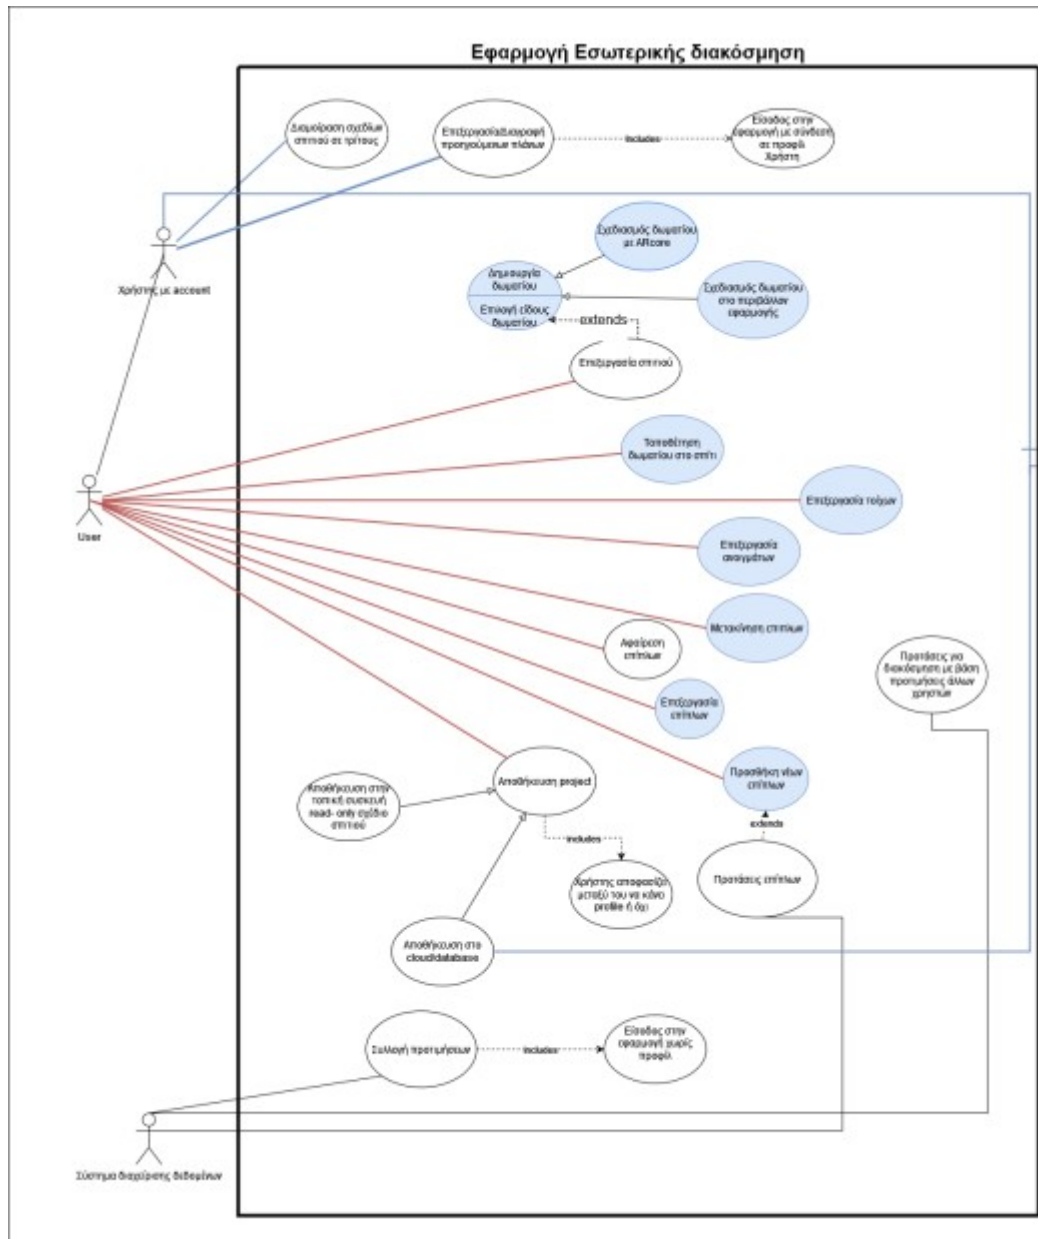 Εφαρμογή Εσωτερικής διακόσμηση
Διαμοίραση σχεδίων
σπιτιού σε τρίτους
Επεξεργασία/Διαγραφή
προηγούμενων πλάνων
includes
Είσοδος στην
εφαρμογή με σύνδεση
σε προφίλ
Χρήστη
Χρήστης με account
Σχεδιασμός δωματίου
με ARcore
Δημιουργία
δωματίου
Επιλογή είδους
δωματίου
Σχεδιασμός δωματίου
στο περιβάλλον
εφαρμογής
extends
Επεξεργασία σπιτιού
Τοποθέτηση
δωματίου στο σπίτι
Επεξεργασία τοίχων
User
Επεξεργασία
ανοιγμάτων
Μετακίνηση επίπλων
Αφαίρεση
επίπλων
Προτάσεις για
διακόσμηση με βάση
προτιμήσεις άλλων
χρηστών
Επεξεργασία
επίπλων
Προσθήκη νέων
επίπλων
Αποθήκευση project
Αποθήκευση στην
τοπική συσκευή
read- only σχέδιο
σπιτιού
extends
includes
Προτάσεις επίπλων
Χρήστης αποφασίζει
μεταξύ του να κάνει
profile ή όχι
Αποθήκευση στο
cloud/database
Συλλογή προτιμήσεων
includes
Είσοδος στην
εφαρμογή χωρίς
προφίλ
Σύστημα διαχείρισης δεδομένων